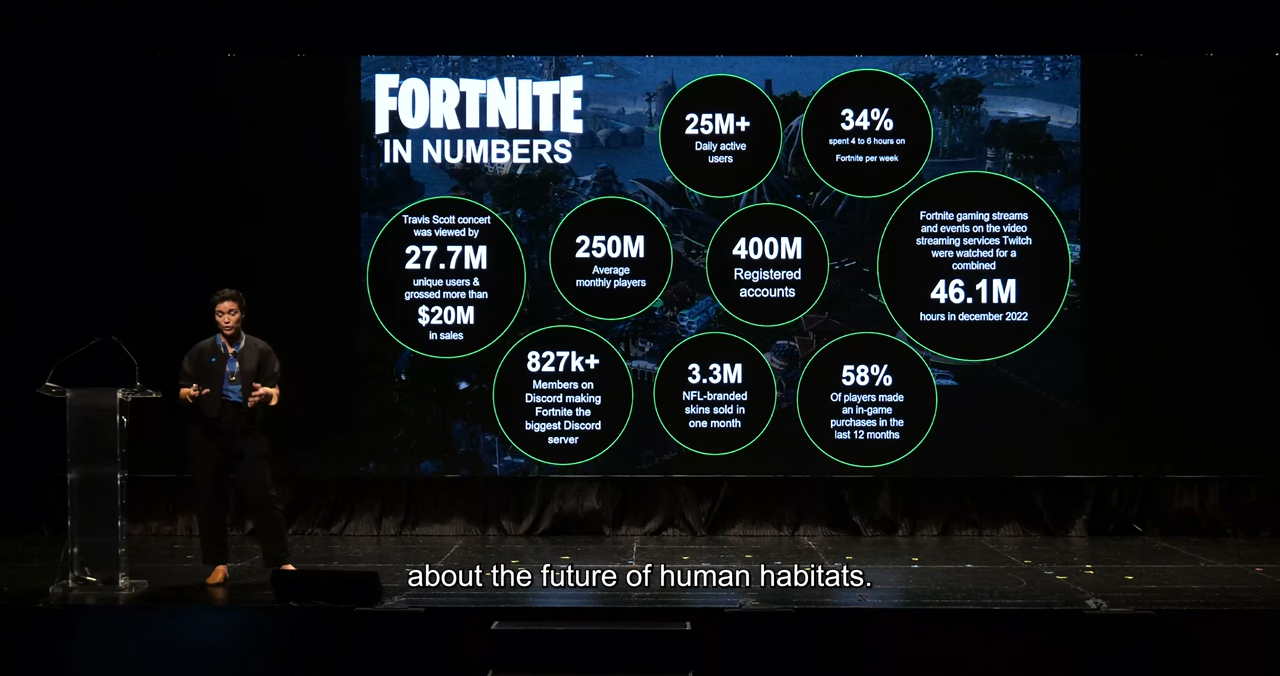 FORTNITE
IN NUMBERS
25M+
Daily active
users
34%
spent 4 to 6 hours on
Fortnite per week
Travis Scott concert
was viewed by
27.7M
unique users &
grossed more than
$20M
in sales
250M
Average
monthly players
400M
Registered
accounts
Fortnite gaming streams
and events on the video
streaming services Twitch
were watched for a
combined
46.1M
hours in december 2022
827k+
Members on
Discord making
Fortnite the
biggest Discord
server
3.3M
NFL-branded
skins sold in
one month
58%
Of players made
an in-game
purchases in the
last 12 months
about the future of human habitats.